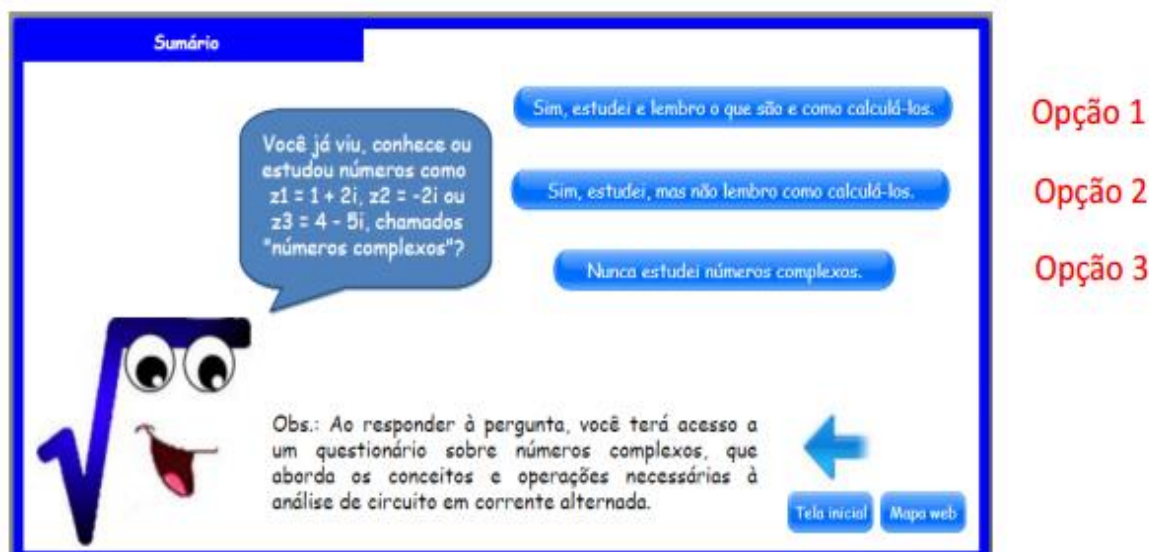 Sumário
Você já viu, conhece ou
estudou números como
z1 = 1 + 2i, z2 = -2i ou
z3 = 4 - 5i, chamados
"números complexos"?
Sim, estudei e lembro o que são e como calculá-los.
Opção 1
Sim, estudei, mas não lembro como calculá-los.
Opção 2
Nunca estudei números complexos.
Opção 3
Obs.: Ao responder à pergunta, você terá acesso a
um questionário sobre números complexos, que
aborda os conceitos e operações necessárias à
análise de circuito em corrente alternada.
Tela inicial
Mapa web